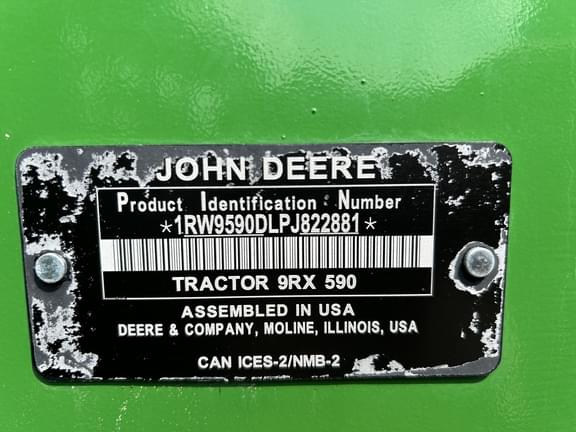 JOHN DEERE
Product Identification Number
*1RW9590DLPJ822881*
TRACTOR 9RX 590
ASSEMBLED IN USA
DEERE & COMPANY, MOLINE, ILLINOIS, USA
CAN ICES-2/NMB-2